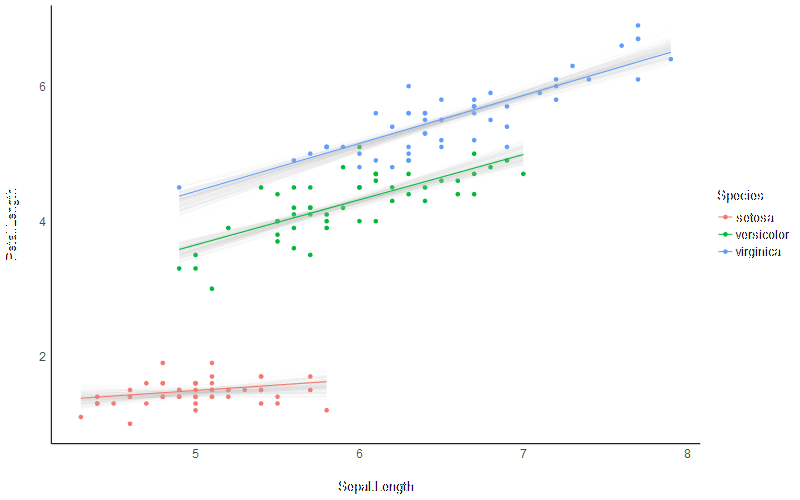 6
4
2
5
6
7
8
Sepal.Length
Petal.Length
Species
setosa
versicolor
virginica